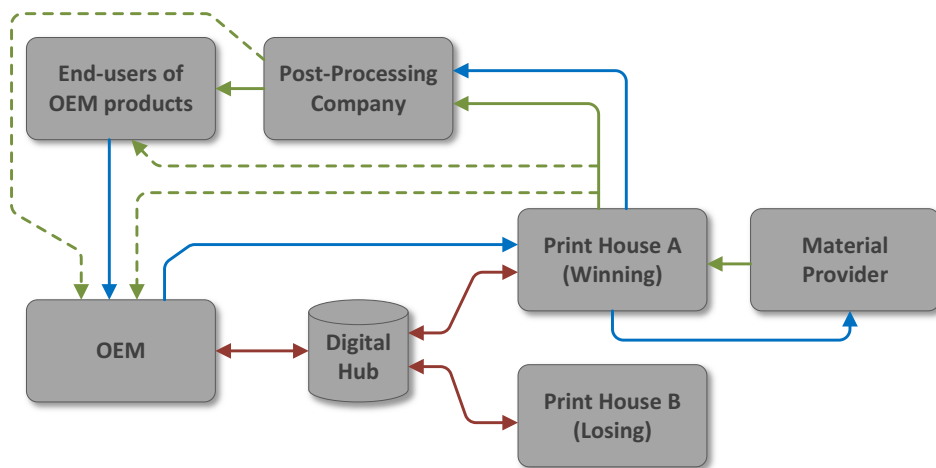 End-users of
OEM products
Post-Processing
Company
Print House A
(Winning)
Material
Provider
OEM
Digital
Hub
Print House B
(Losing)